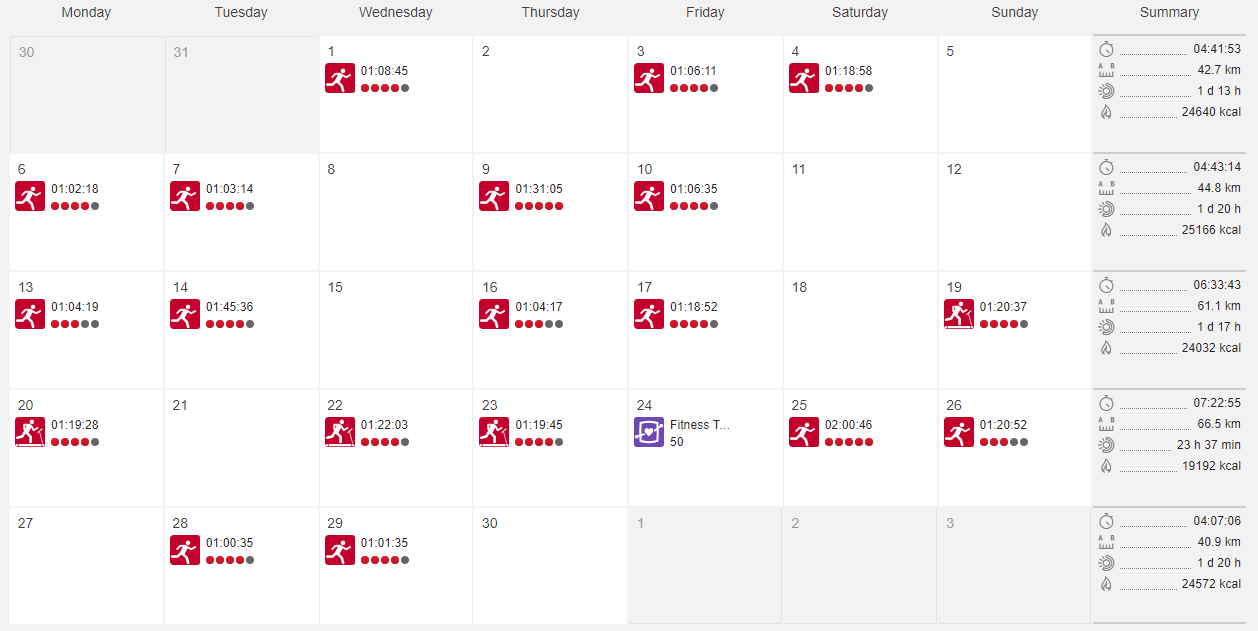 Monday Tuesday Wednesday Thursday Friday Saturday Sunday Summary
30 31 1 2 3 4 5
01:08:45 01:06:11 01:18:58
04:41:53
A B 42.7 km
1 d 13 h
24640 kcal
6 7 8 9 10 11 12
01:02:18 01:03:14 01:31:05 01:06:35
04:43:14
A B 44.8 km
1 d 20 h
25166 kcal
13 14 15 16 17 18 19
01:04:19 01:45:36 01:04:17 01:18:52 01:20:37
06:33:43
A B 61.1 km
1 d 17 h
24032 kcal
20 21 22 23 24 25 26
01:19:28 01:22:03 01:19:45 Fitness T... 02:00:46 01:20:52
50
07:22:55
A B 66.5 km
23 h 37 min
19192 kcal
27 28 29 30 1 2 3
01:00:35 01:01:35
04:07:06
A B 40.9 km
1 d 20 h
24572 kcal